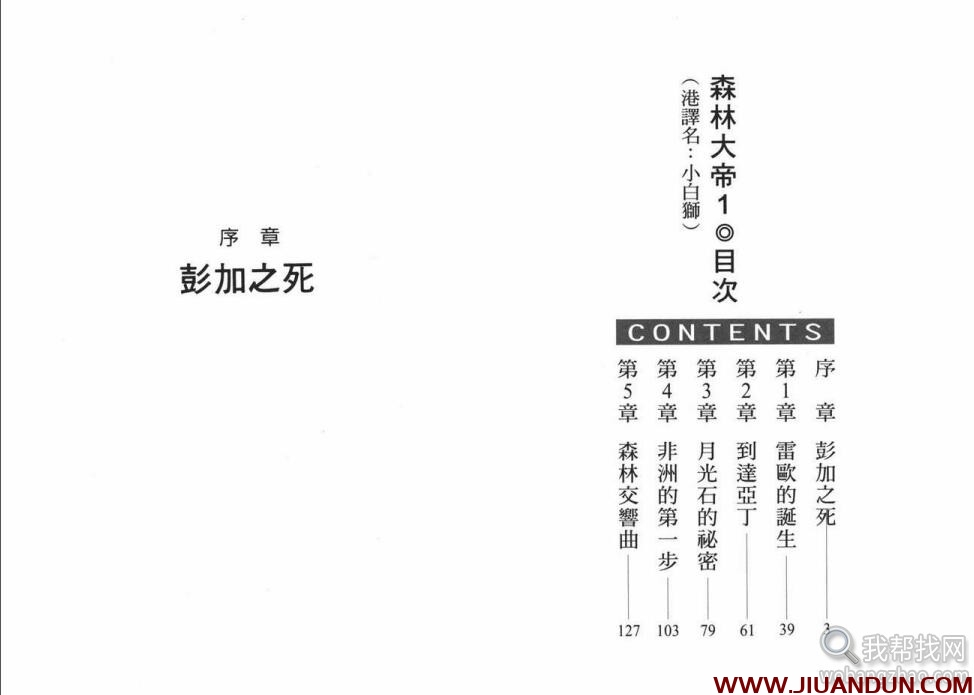 森林大帝1◎目次
（港譯名：小白獅）
CONTENTS
序章 彭加之死 3
第1章 雷歐的誕生 39
第2章 到達亞丁 61
第3章 月光石的祕密 79
第4章 非洲的第一步 103
第5章 森林交響曲 127
序 章
彭加之死
我帮找网
wobangzhao.com
WWW.JIUANDUN.COM